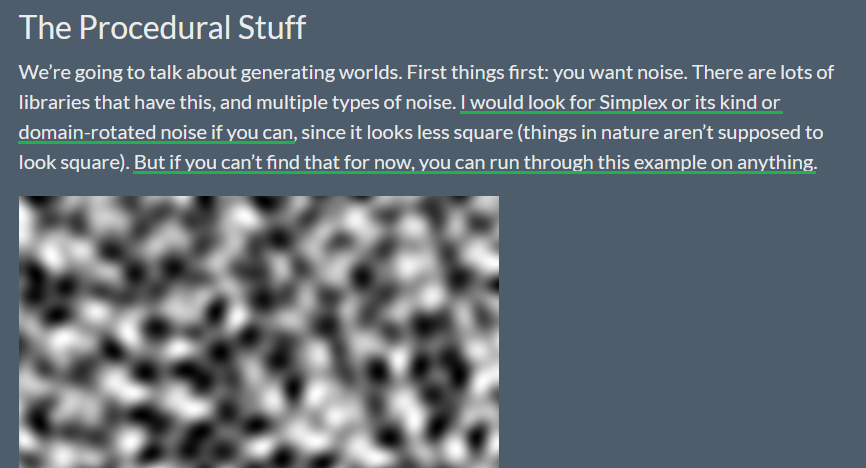 The Procedural Stuff
We’re going to talk about generating worlds. First things first: you want noise. There are lots of
libraries that have this, and multiple types of noise. I would look for Simplex or its kind or
domain-rotated noise if you can, since it looks less square (things in nature aren’t supposed to
look square). But if you can’t find that for now, you can run through this example on anything.